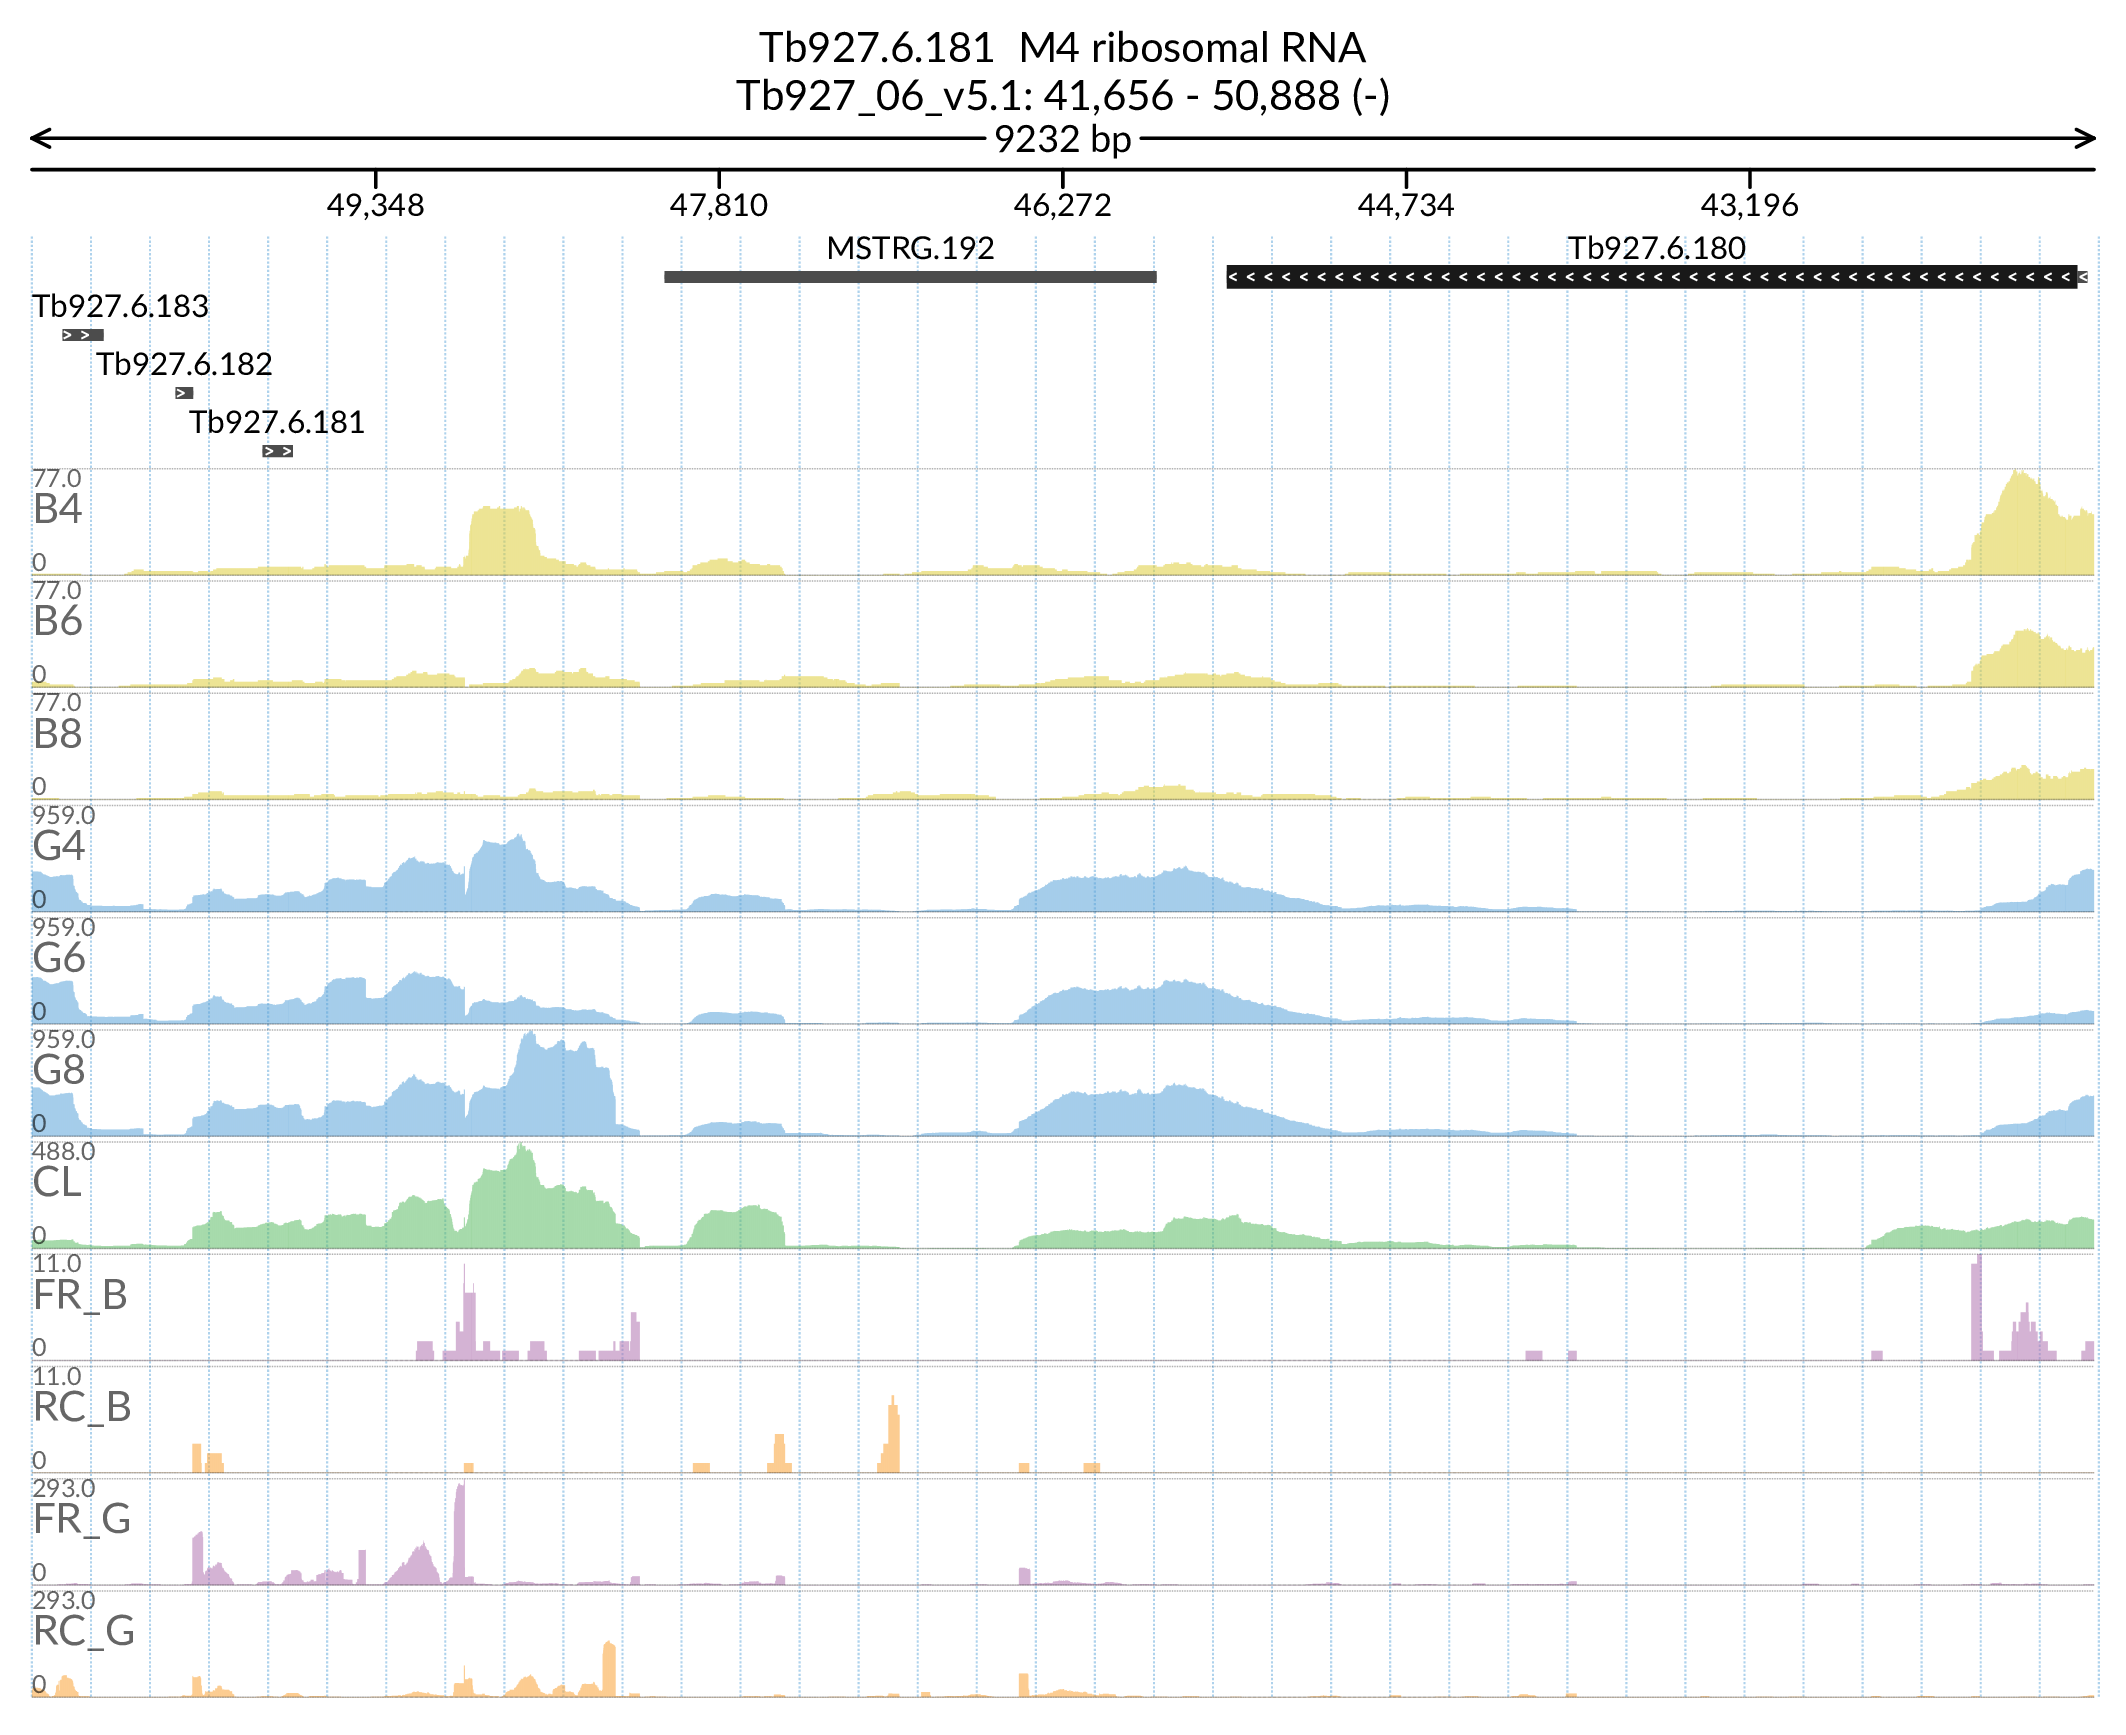 Tb927.6.181  M4 ribosomal RNA
Tb927_06_v5.1: 41,656 - 50,888 (-)
9232 bp
49,348 47,810 46,272 44,734 43,196
MSTRG.192 Tb927.6.180
Tb927.6.183
Tb927.6.182
Tb927.6.181
77.0
B4
0
77.0
B6
0
77.0
B8
0
959.0
G4
0
959.0
G6
0
959.0
G8
0
488.0
CL
0
11.0
FR_B
0
11.0
RC_B
0
293.0
FR_G
0
293.0
RC_G
0